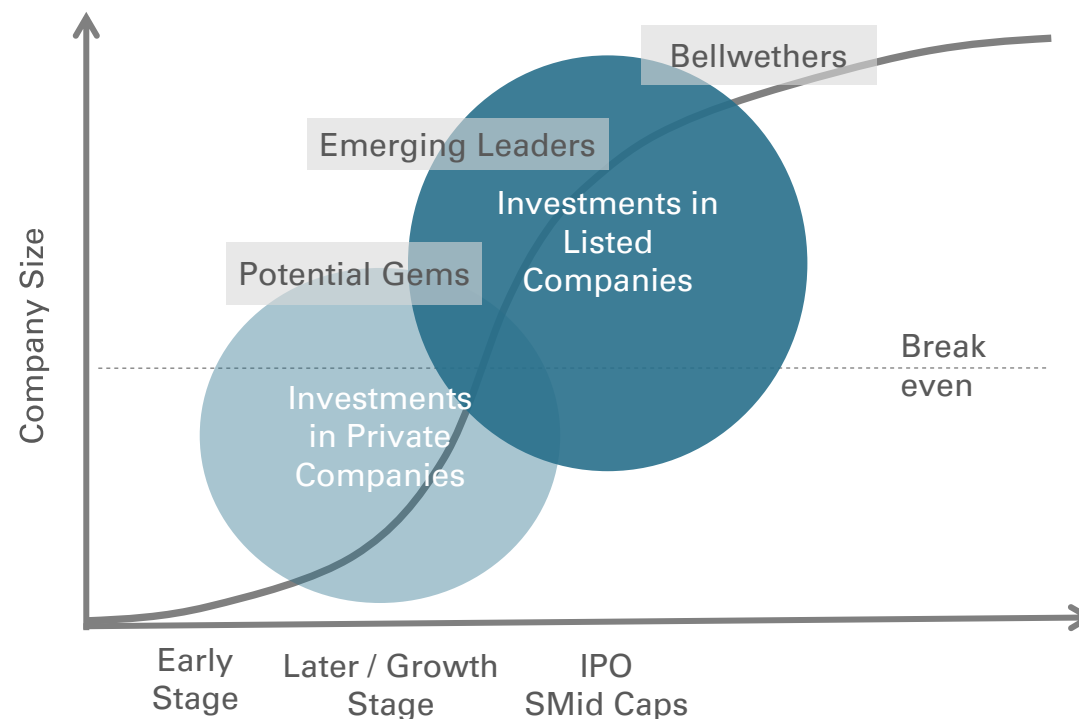 Bellwethers
Emerging Leaders
Investments in
Listed
Companies
Potential Gems
Company Size
Break
even
Investments
in Private
Companies
Early
Stage
Later / Growth
Stage
IPO
SMid Caps